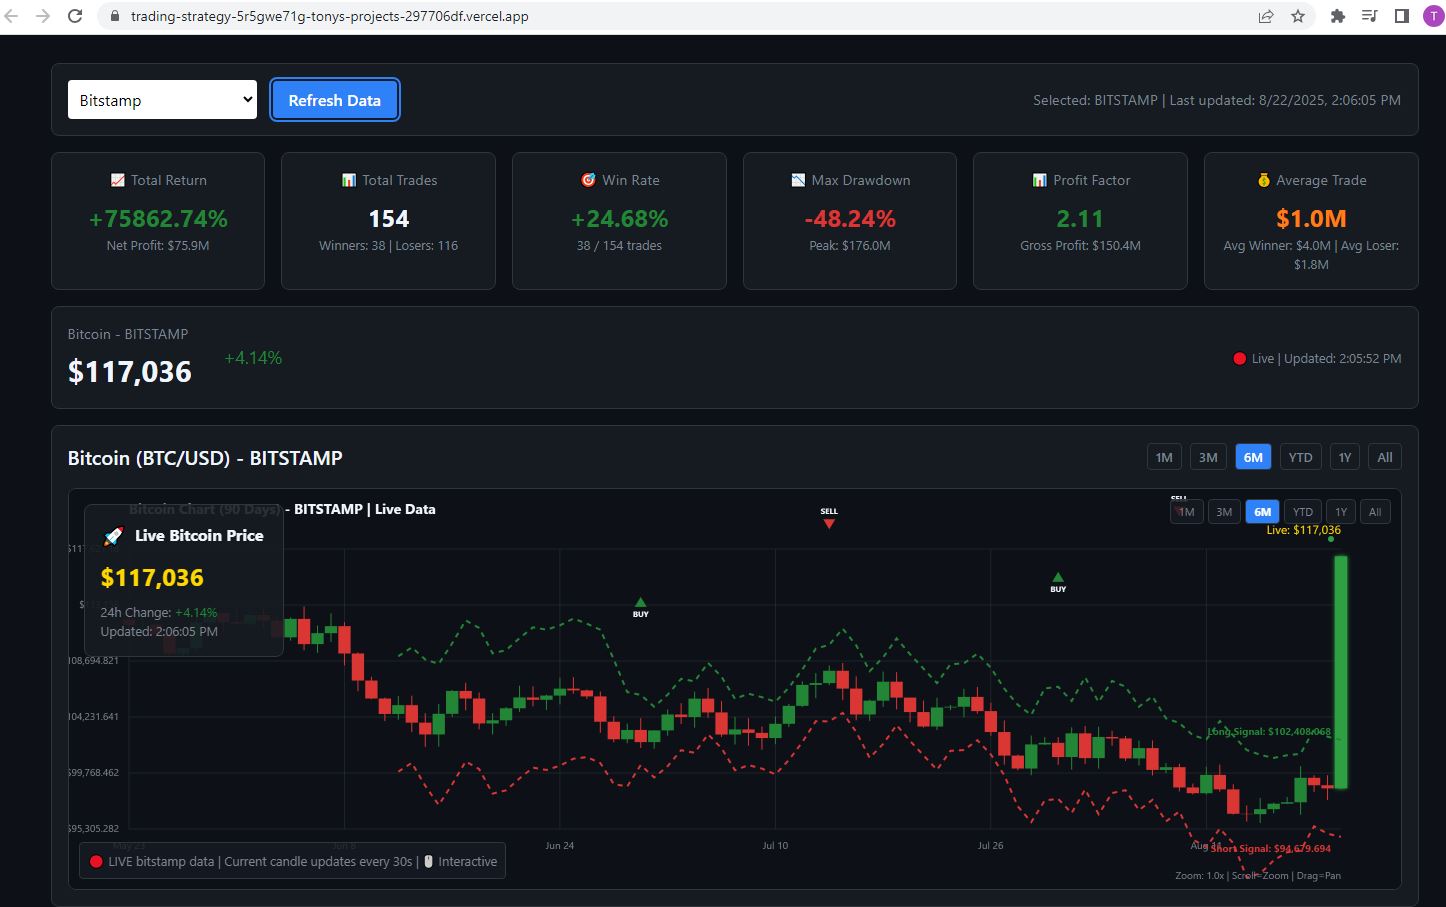 trading-strategy-5r5gwe71g-tonys-projects-297706df.vercel.app
T
Bitstamp
Refresh Data
Selected: BITSTAMP | Last updated: 8/22/2025, 2:06:05 PM
Total Return
+75862.74%
Net Profit: $75.9M
Total Trades
154
Winners: 38 | Losers: 116
Win Rate
+24.68%
38 / 154 trades
Max Drawdown
-48.24%
Peak: $176.0M
Profit Factor
2.11
Gross Profit: $150.4M
Average Trade
$1.0M
Avg Winner: $4.0M | Avg Loser:
$1.8M
Bitcoin - BITSTAMP
$117,036
+4.14%
Live | Updated: 2:05:52 PM
Bitcoin (BTC/USD) - BITSTAMP
1M 3M 6M YTD 1Y All
Bitcoin Chart (90 Days) - BITSTAMP | Live Data
SELL
SELL
1M 3M 6M YTD 1Y All
Live: $117,036
Live Bitcoin Price
$117,036
24h Change: +4.14%
Updated: 2:06:05 PM
BUY
BUY
08,694.821
04,231.641
$99,768.462
$95,305.282
Long Signal: $102,408.068
Short Signal: $94,679.694
May 23
Jun 8
Jun 24
Jul 10
Jul 26
LIVE bitstamp data | Current candle updates every 30s | Interactive
Zoom: 1.0x | Scroll=Zoom | Drag=Pan